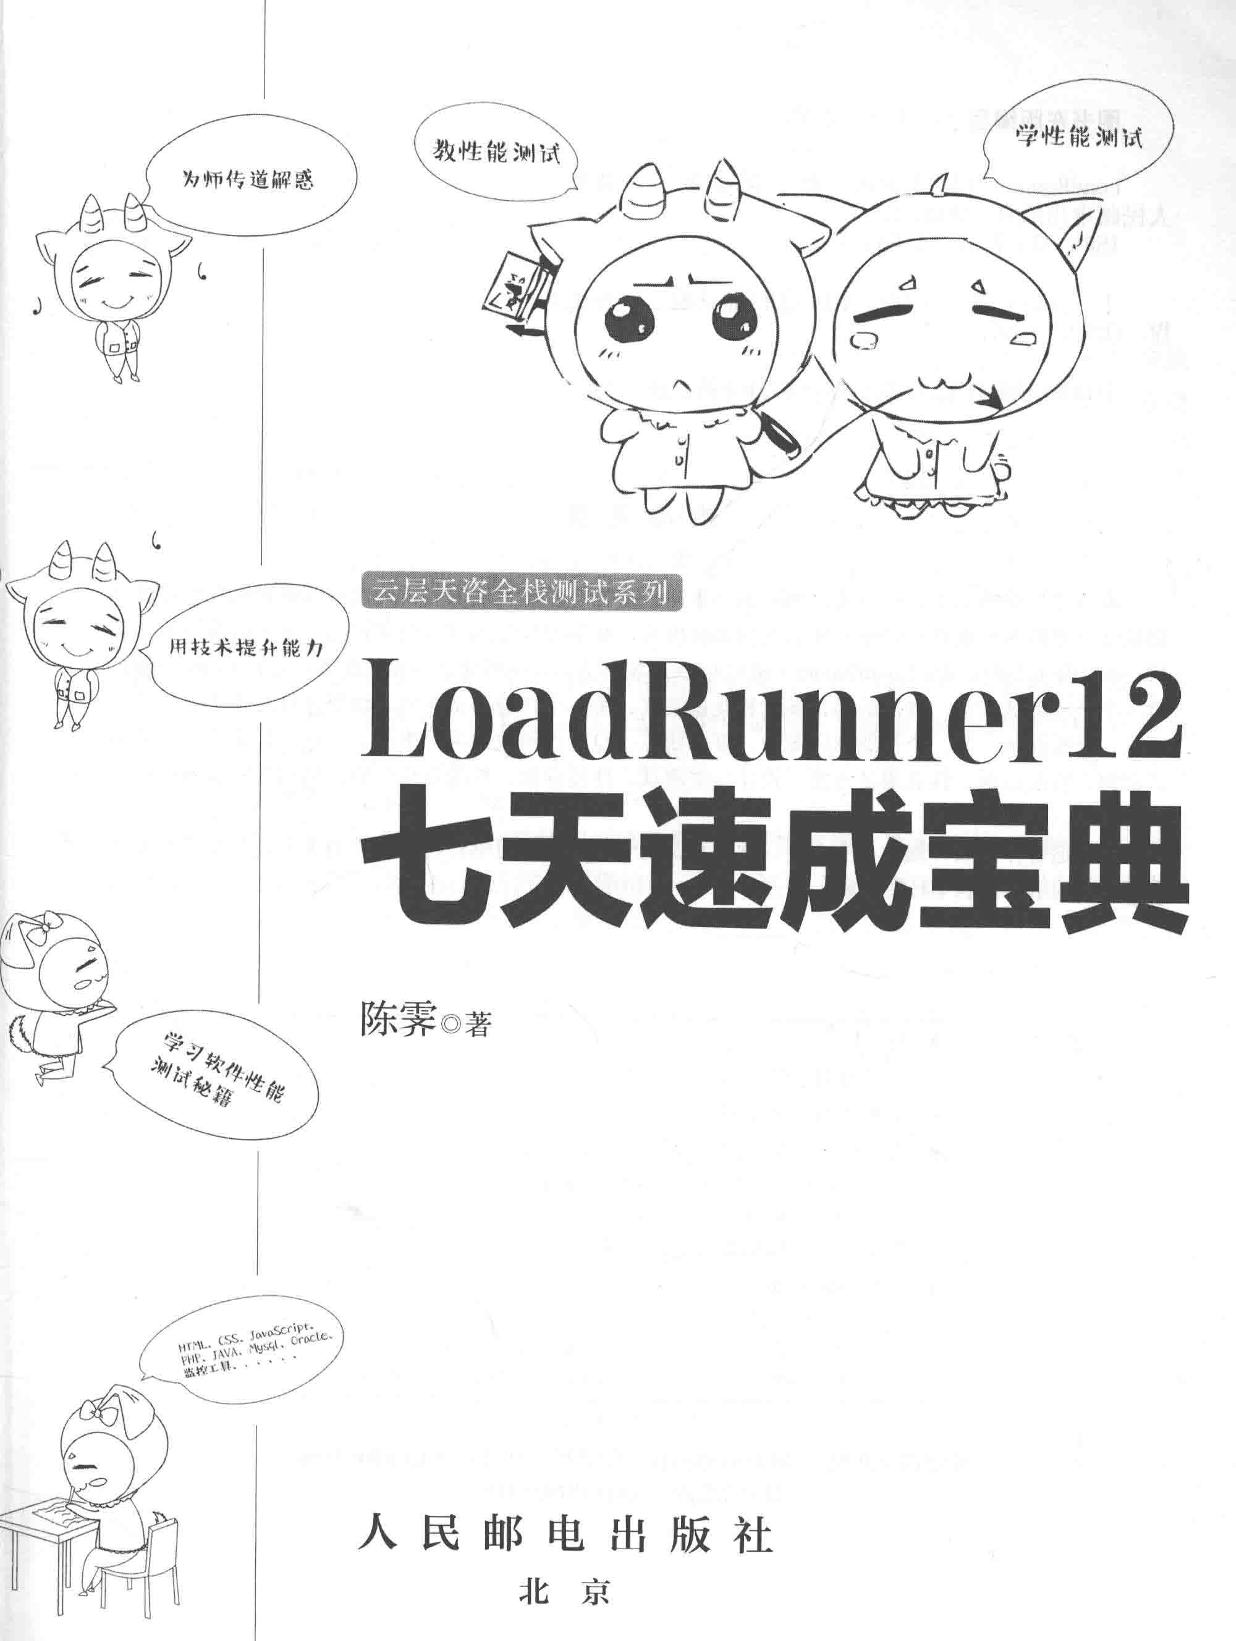 教性能测试
学性能测试
为师传道解惑
云层天咨全栈测试系列
用技术提升能力
LoadRunner12
七天速成宝典
陈霁◎著
学习软件性能
测试秘籍
HTML、CSS、JavaScript、
PHP、JAVA、Mysql、Oracle、
监控工具、······
人民邮电出版社
北京